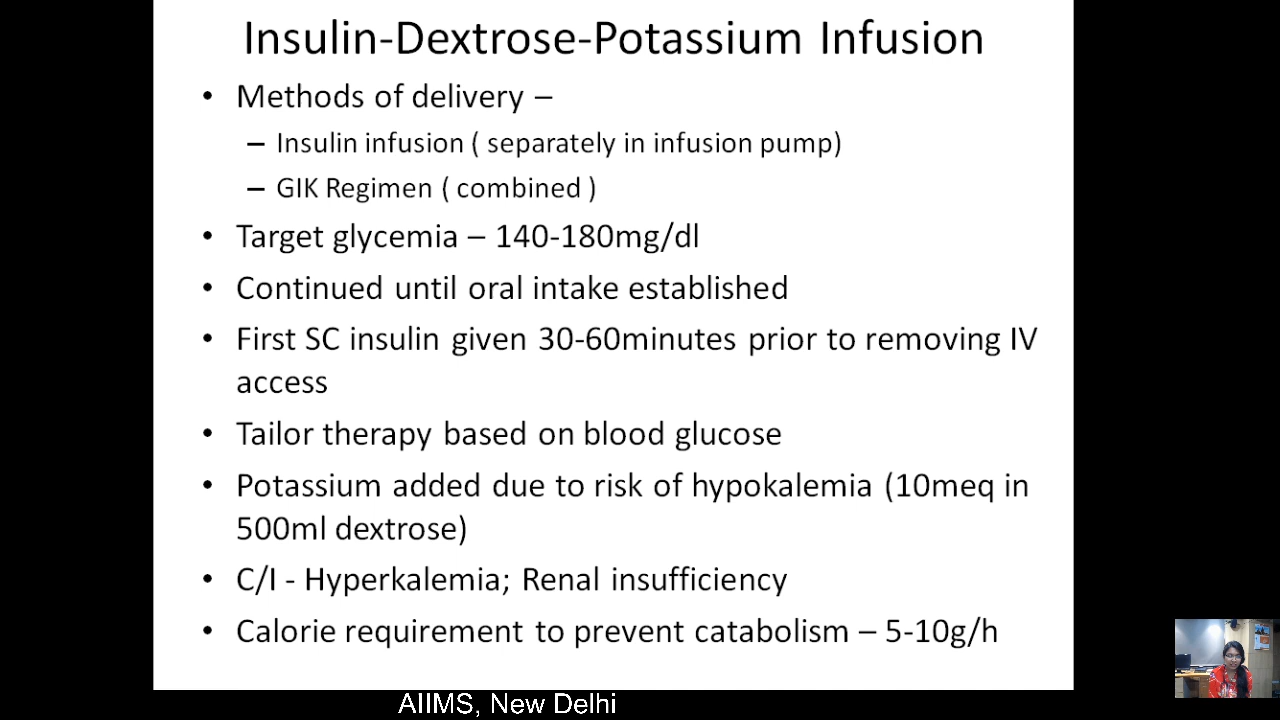 Insulin-Dextrose-Potassium Infusion
• Methods of delivery –
– Insulin infusion ( separately in infusion pump)
– GIK Regimen ( combined )
• Target glycemia – 140-180mg/dl
• Continued until oral intake established
• First SC insulin given 30-60minutes prior to removing IV
access
• Tailor therapy based on blood glucose
• Potassium added due to risk of hypokalemia (10meq in
500ml dextrose)
• C/I - Hyperkalemia; Renal insufficiency
• Calorie requirement to prevent catabolism – 5-10g/h
AIIMS, New Delhi